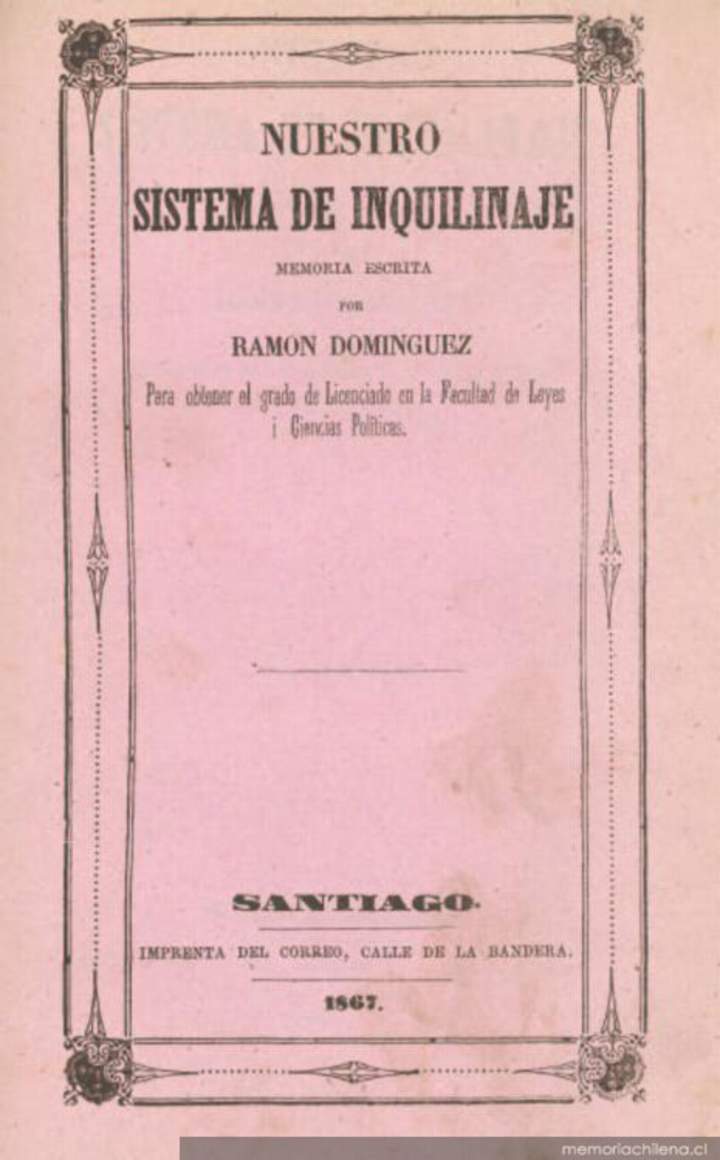 NUESTRO
SISTEMA DE INQUILINAJE
MEMORIA ESCRITA
POR
RAMON DOMINGUEZ
Para obtener el grado de Licenciado en la Facultad de Leyes
i Ciencias Políticas.
SANTIAGO.
IMPRENTA DEL CORREO, CALLE DE LA BANDERA.
1867.
memoriachilena.cl